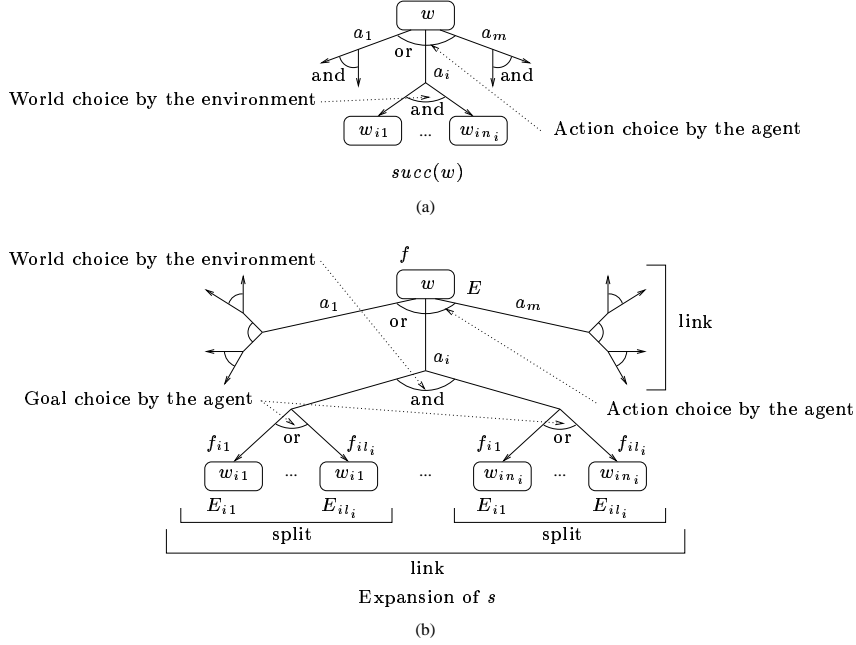 w
a1 am
or
and ai and
World choice by the environment
and
wi1 ... wini
Action choice by the agent
succ(w)
(a)
World choice by the environment
f
w E
a1 am
or
link
ai
Goal choice by the agent
and
Action choice by the agent
or or
fi1 fili fi1 fili
wi1 ... wi1 ... wini ... wini
Ei1 Eili Ei1 Eili
split split
link
Expansion of s
(b)